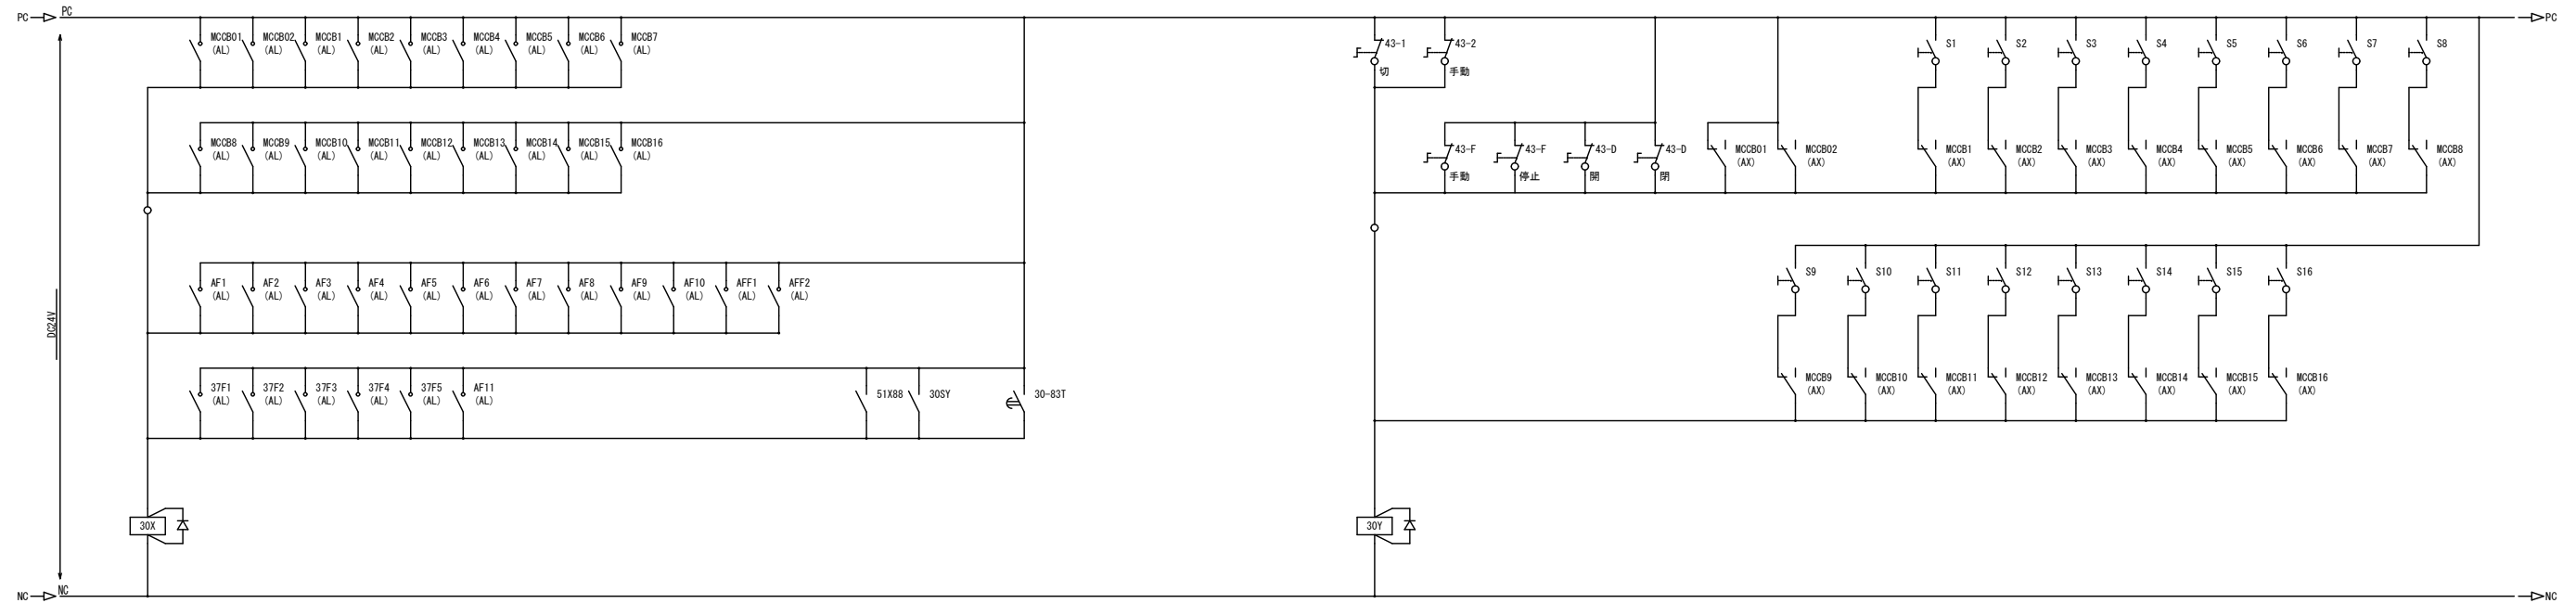 PC PC PC
MCCB01 MCCB02 MCCB1 MCCB2 MCCB3 MCCB4 MCCB5 MCCB6 MCCB7
(AL) (AL) (AL) (AL) (AL) (AL) (AL) (AL) (AL)
43-1 43-2 S1 S2 S3 S4 S5 S6 S7 S8
切 手動
MCCB8 MCCB9 MCCB10 MCCB11 MCCB12 MCCB13 MCCB14 MCCB15 MCCB16
(AL) (AL) (AL) (AL) (AL) (AL) (AL) (AL) (AL)
43-F 43-F 43-D 43-D MCCB01 MCCB02 MCCB1 MCCB2 MCCB3 MCCB4 MCCB5 MCCB6 MCCB7 MCCB8
(AX) (AX) (AX) (AX) (AX) (AX) (AX) (AX) (AX) (AX)
手動 停止 開 閉
AF1 AF2 AF3 AF4 AF5 AF6 AF7 AF8 AF9 AF10 AFF1 AFF2
(AL) (AL) (AL) (AL) (AL) (AL) (AL) (AL) (AL) (AL) (AL) (AL)
S9 S10 S11 S12 S13 S14 S15 S16
DC24V
37F1 37F2 37F3 37F4 37F5 AF11 51X88 30SY 30-83T
(AL) (AL) (AL) (AL) (AL) (AL)
MCCB9 MCCB10 MCCB11 MCCB12 MCCB13 MCCB14 MCCB15 MCCB16
(AX) (AX) (AX) (AX) (AX) (AX) (AX) (AX)
30X 30Y
NC NC NC